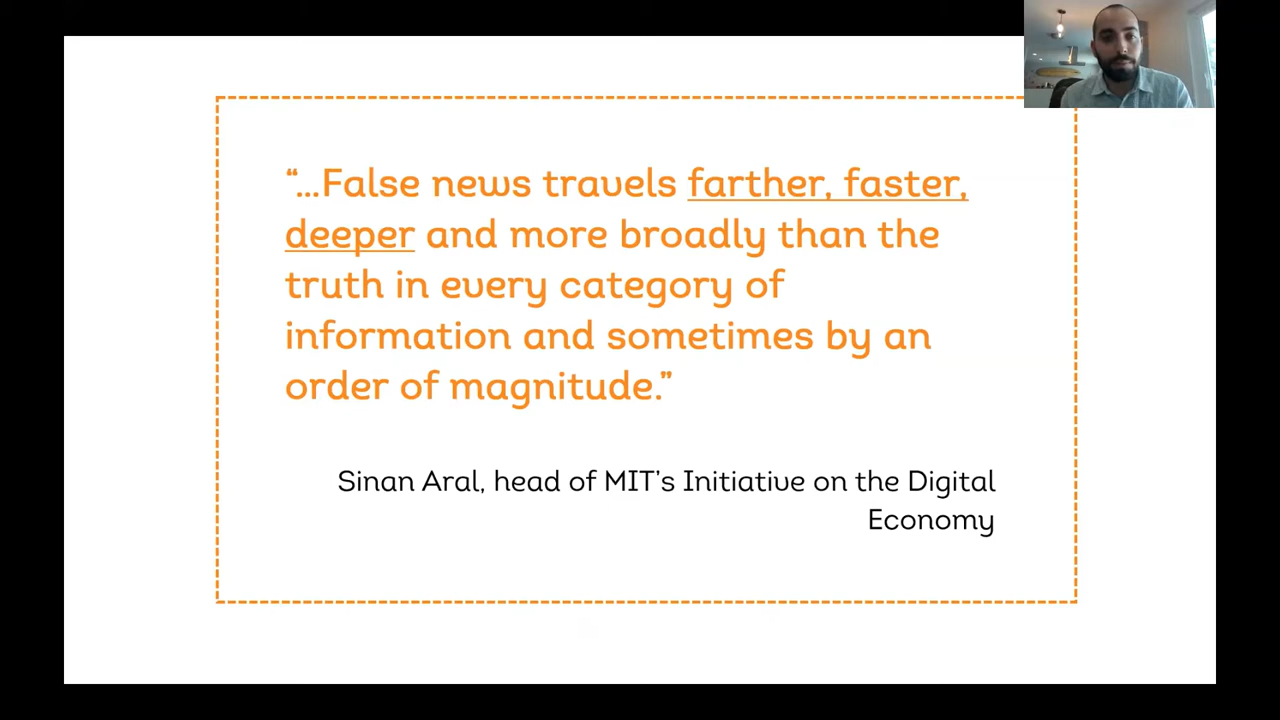 “...False news travels farther, faster,
deeper and more broadly than the
truth in every category of
information and sometimes by an
order of magnitude.”
Sinan Aral, head of MIT’s Initiative on the Digital
Economy